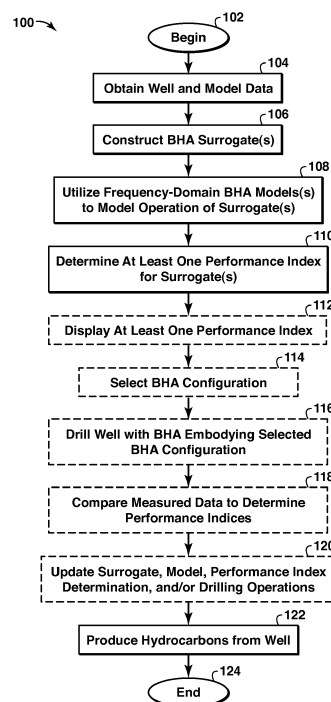 100
102
Begin
104
Obtain Well and Model Data
106
Construct BHA Surrogate(s)
108
Utilize Frequency-Domain BHA Models(s)
to Model Operation of Surrogate(s)
110
Determine At Least One Performance Index
for Surrogate(s)
112
Display At Least One Performance Index
114
Select BHA Configuration
116
Drill Well with BHA Embodying Selected
BHA Configuration
118
Compare Measured Data to Determine
Performance Indices
120
Update Surrogate, Model, Performance Index
Determination, and/or Drilling Operations
122
Produce Hydrocarbons from Well
124
End